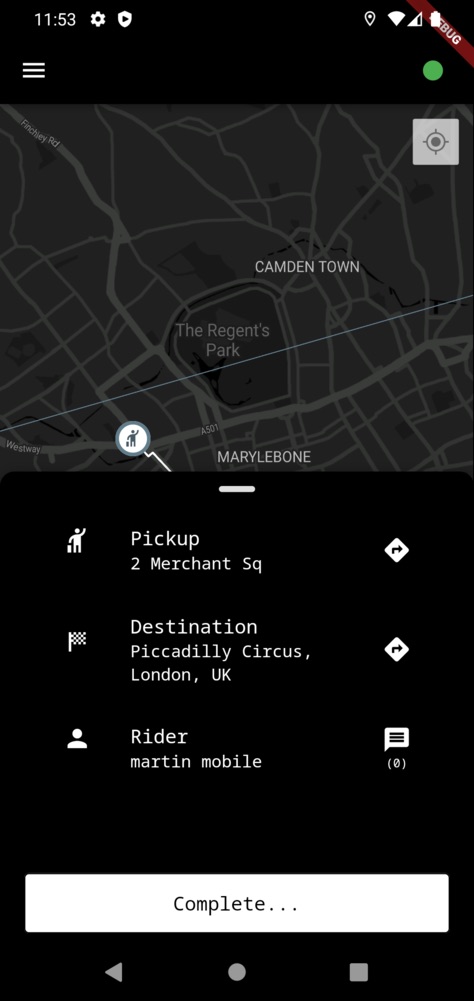 11:53
Finchley Rd
CAMDEN TOWN
The Regent's
Park
A501
Westway
MARYLEBONE
Pickup
2 Merchant Sq
Destination
Piccadilly Circus,
London, UK
Rider
martin mobile
(0)
Complete...